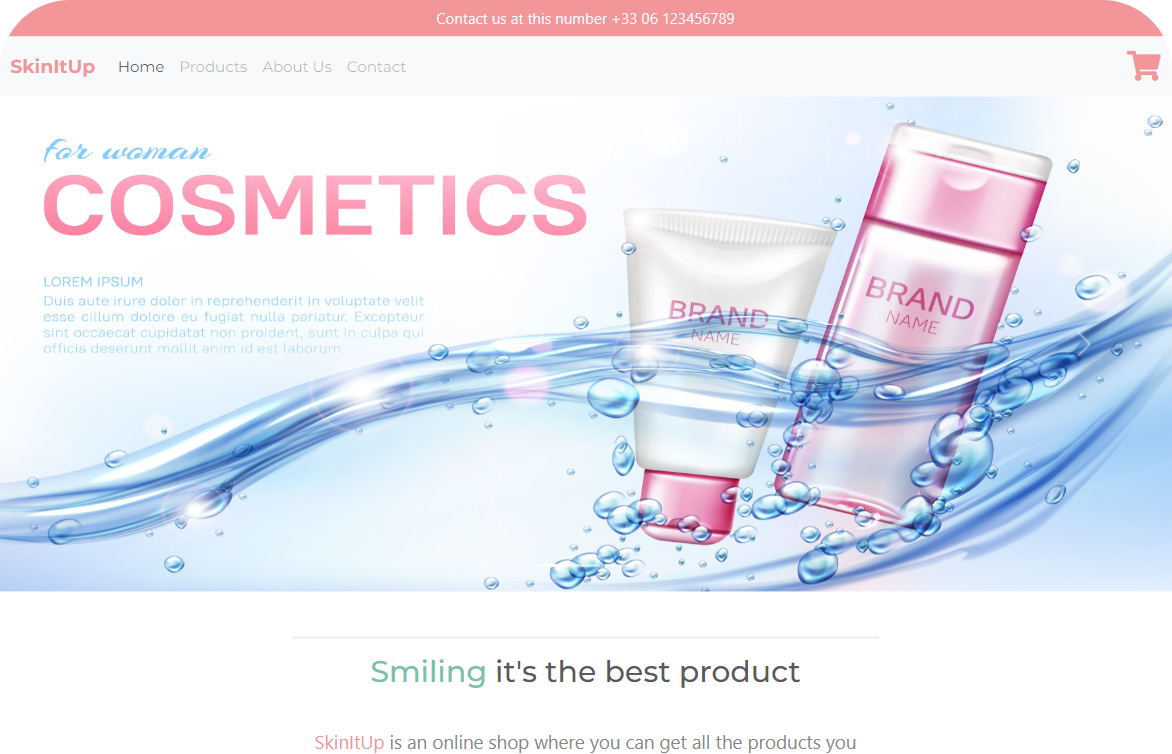 Contact us at this number +33 06 123456789
SkinItUp Home Products About Us Contact
for woman
COSMETICS
LOREM IPSUM
Duis aute irure dolor in reprehenderit in voluptate velit
esse cillum dolore eu fugiat nulla pariatur. Excepteur
sint occaecat cupidatat non proident, sunt in culpa qui
officia deserunt mollit anim id est laborum.
BRAND
NAME
BRAND
NAME
Smiling it's the best product
SkinItUp is an online shop where you can get all the products you